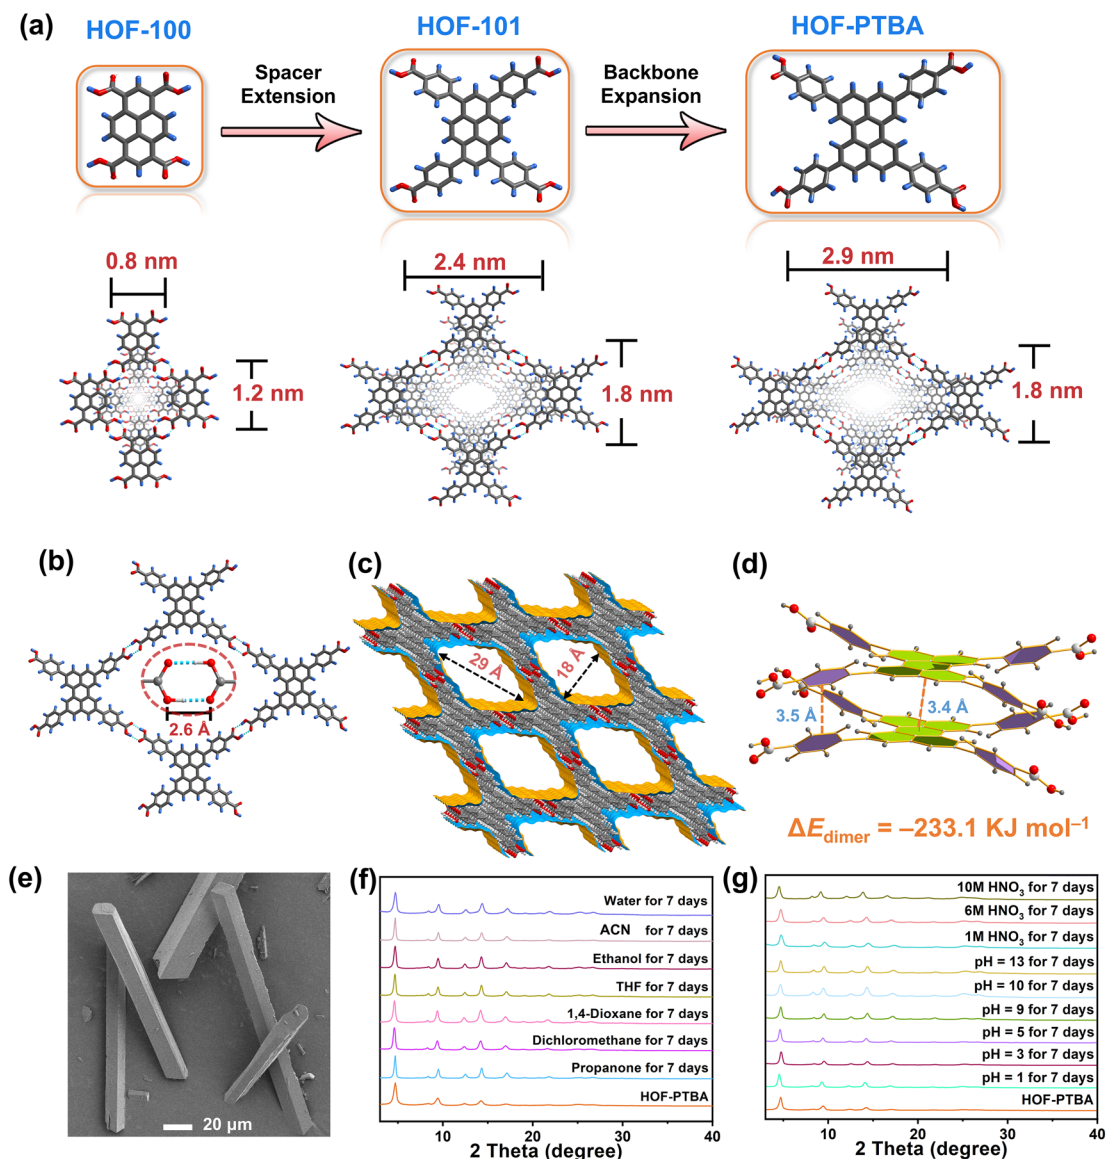 (a)
HOF-100
HOF-101
HOF-PTBA
Spacer
Extension
Backbone
Expansion
0.8 nm
2.4 nm
2.9 nm
1.2 nm
1.8 nm
1.8 nm
(b)
2.6 Å
(c)
29 Å
18 Å
(d)
3.5 Å
3.4 Å
ΔE_dimer = –233.1 KJ mol⁻¹
(e)
20 μm
(f)
Water for 7 days
ACN for 7 days
Ethanol for 7 days
THF for 7 days
1,4-Dioxane for 7 days
Dichloromethane for 7 days
Propanone for 7 days
HOF-PTBA
10 20 30 40
2 Theta (degree)
(g)
10M HNO₃ for 7 days
6M HNO₃ for 7 days
1M HNO₃ for 7 days
pH = 13 for 7 days
pH = 10 for 7 days
pH = 9 for 7 days
pH = 5 for 7 days
pH = 3 for 7 days
pH = 1 for 7 days
HOF-PTBA
10 20 30 40
2 Theta (degree)